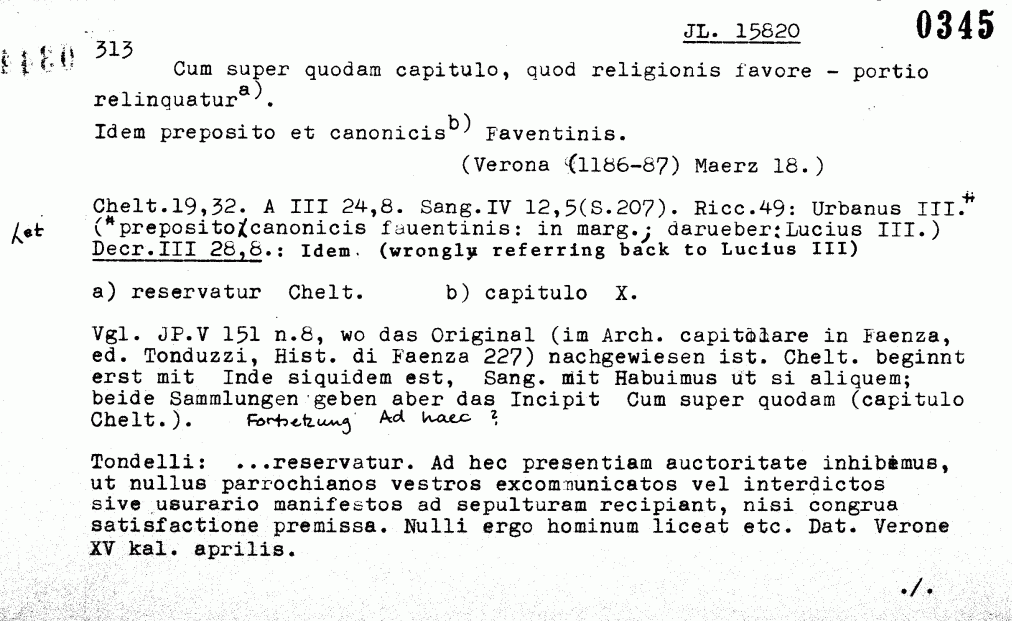 JL. 15820 0345
313
Cum super quodam capitulo, quod religionis favore - portio
relinquatur a).
Idem preposito et canonicis b) Faventinis.
(Verona (1186-87) Maerz 18.)
Chelt.19,32. A III 24,8. Sang.IV 12,5(S.207). Ricc.49: Urbanus III.*
/et (*preposito/canonicis fauentinis: in marg.; darueber:Lucius III.)
Decr.III 28,8.: Idem. (wrongly referring back to Lucius III)
a) reservatur Chelt. b) capitulo X.
Vgl. JP.V 151 n.8, wo das Original (im Arch. capitolare in Faenza,
ed. Tonduzzi, Hist. di Faenza 227) nachgewiesen ist. Chelt. beginnt
erst mit Inde siquidem est, Sang. mit Habuimus ut si aliquem;
beide Sammlungen geben aber das Incipit Cum super quodam (capitulo
Chelt.). Fortsetzung Ad haec ?
Tondelli: ...reservatur. Ad hec presentiam auctoritate inhibemus,
ut nullus parrochianos vestros excommunicatos vel interdictos
sive usurario manifestos ad sepulturam recipiant, nisi congrua
satisfactione premissa. Nulli ergo hominum liceat etc. Dat. Verone
XV kal. aprilis.
./.